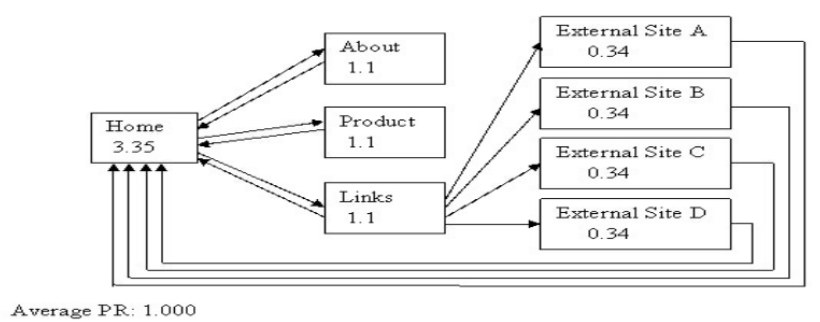 Home
3.35
About
1.1
Product
1.1
Links
1.1
External Site A
0.34
External Site B
0.34
External Site C
0.34
External Site D
0.34
Average PR: 1.000